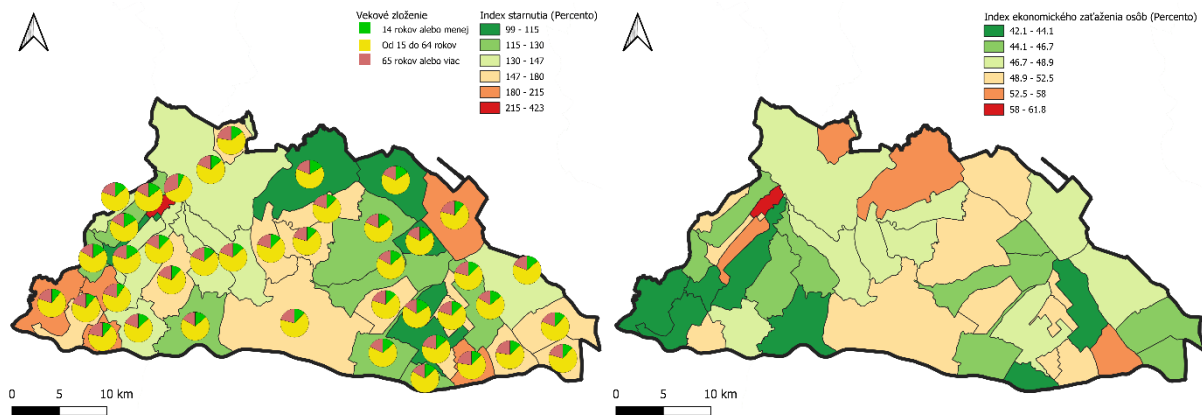 Vekové zloženie
14 rokov alebo menej
Od 15 do 64 rokov
65 rokov alebo viac
Index starnutia (Percento)
99 - 115
115 - 130
130 - 147
147 - 180
180 - 215
215 - 423
0 5 10 km
Index ekonomického zaťaženia osôb (Percento)
42.1 - 44.1
44.1 - 46.7
46.7 - 48.9
48.9 - 52.5
52.5 - 58
58 - 61.8
0 5 10 km